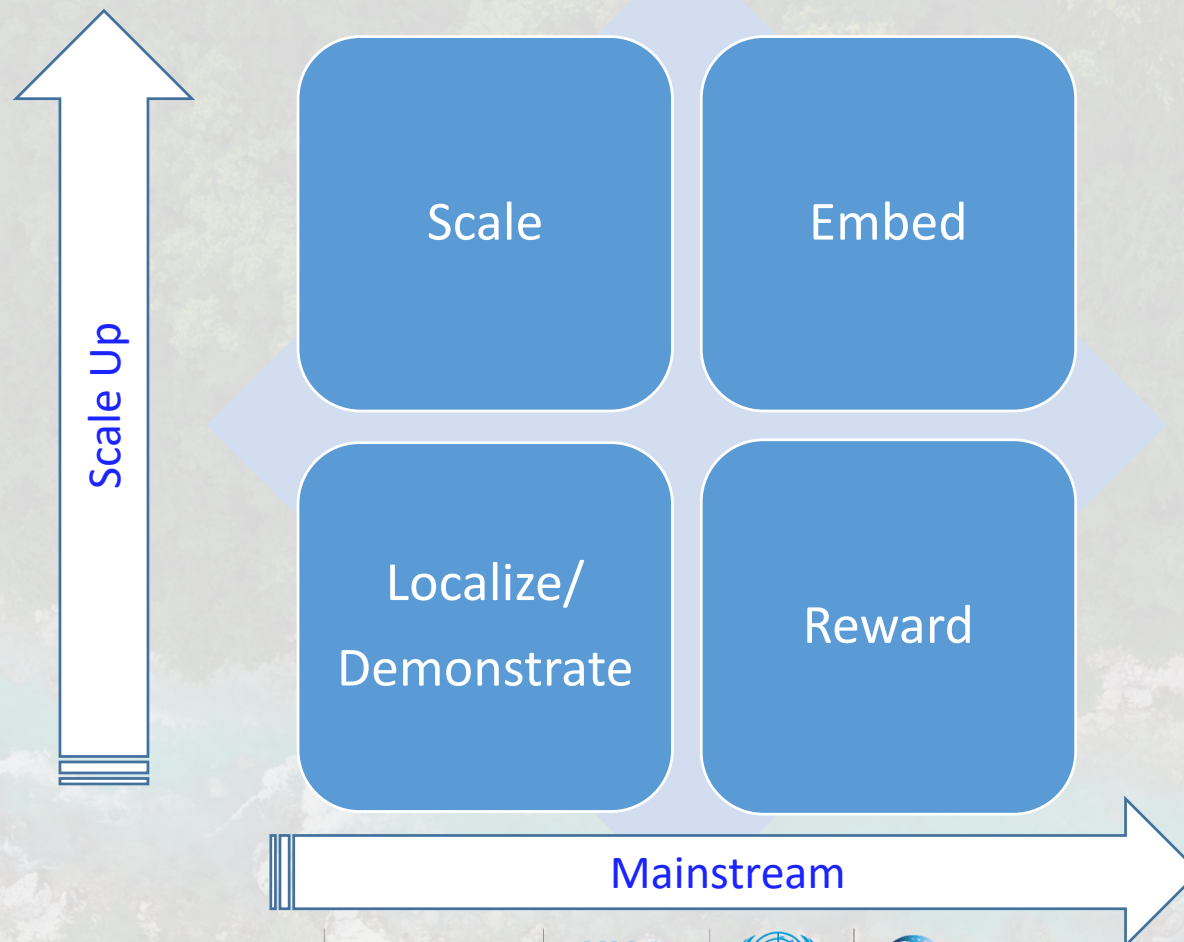 Scale Up
Scale
Embed
Localize/
Demonstrate
Reward
Mainstream